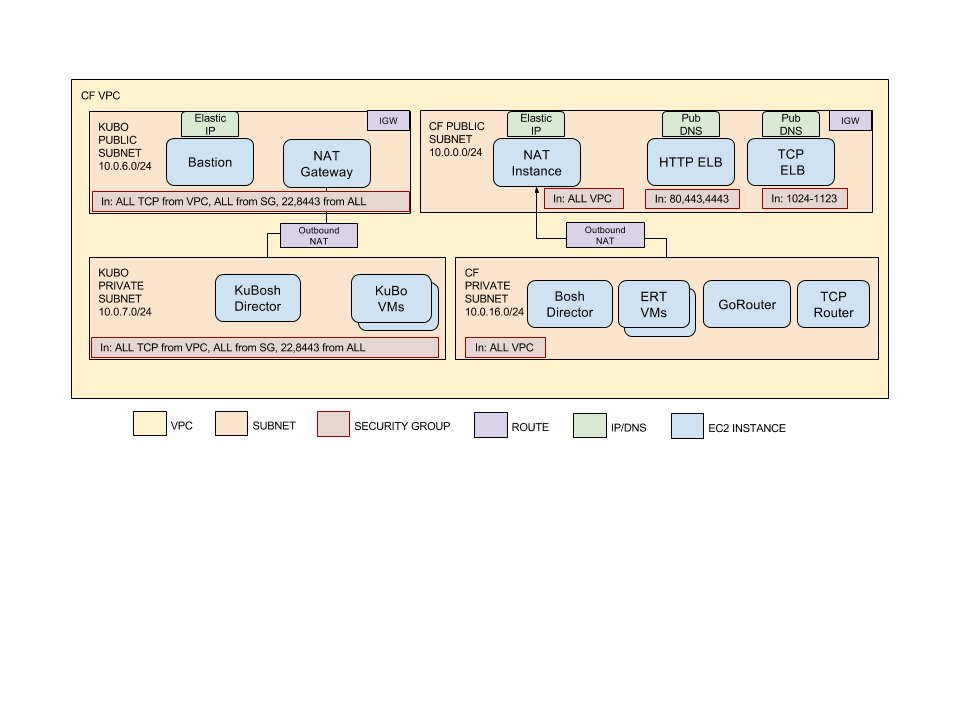 CF VPC
KUBO
PUBLIC
SUBNET
10.0.6.0/24
Elastic
IP
Bastion
NAT
Gateway
IGW
In: ALL TCP from VPC, ALL from SG, 22,8443 from ALL
CF PUBLIC
SUBNET
10.0.0.0/24
Elastic
IP
NAT
Instance
In: ALL VPC
Pub
DNS
HTTP ELB
In: 80,443,4443
Pub
DNS
TCP
ELB
In: 1024-1123
IGW
Outbound
NAT
Outbound
NAT
KUBO
PRIVATE
SUBNET
10.0.7.0/24
KuBosh
Director
KuBo
VMs
In: ALL TCP from VPC, ALL from SG, 22,8443 from ALL
CF
PRIVATE
SUBNET
10.0.16.0/24
Bosh
Director
ERT
VMs
GoRouter
TCP
Router
In: ALL VPC
VPC
SUBNET
SECURITY GROUP
ROUTE
IP/DNS
EC2 INSTANCE